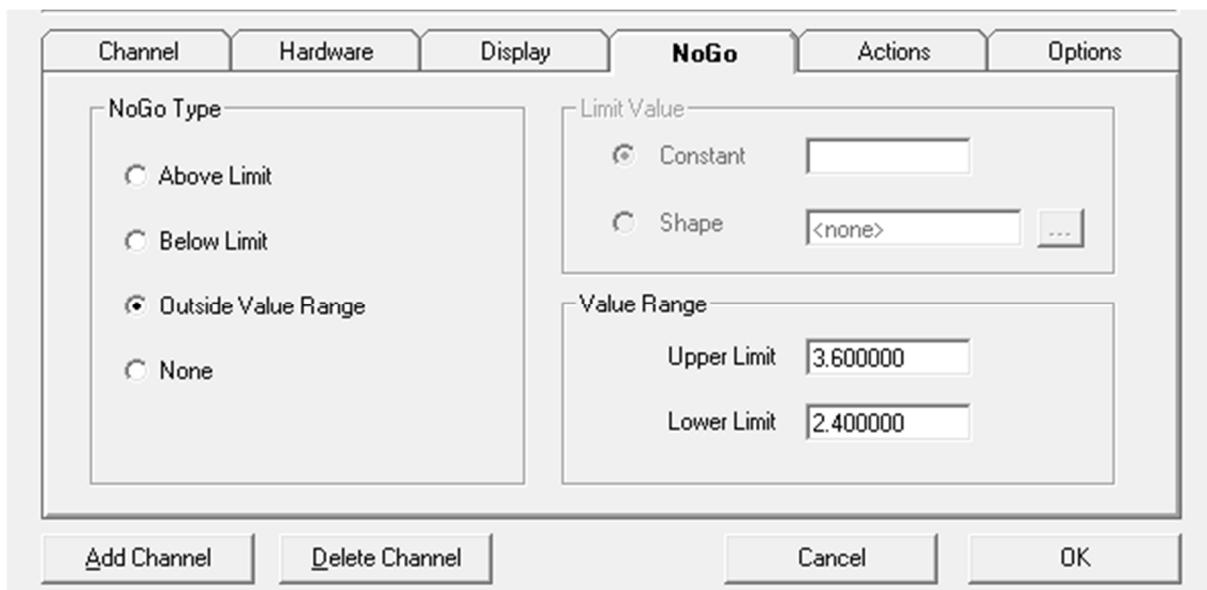 Channel Hardware Display NoGo Actions Options
NoGo Type
Above Limit
Below Limit
Outside Value Range
None
Limit Value
Constant
Shape <none> ...
Value Range
Upper Limit 3.600000
Lower Limit 2.400000
Add Channel Delete Channel Cancel OK